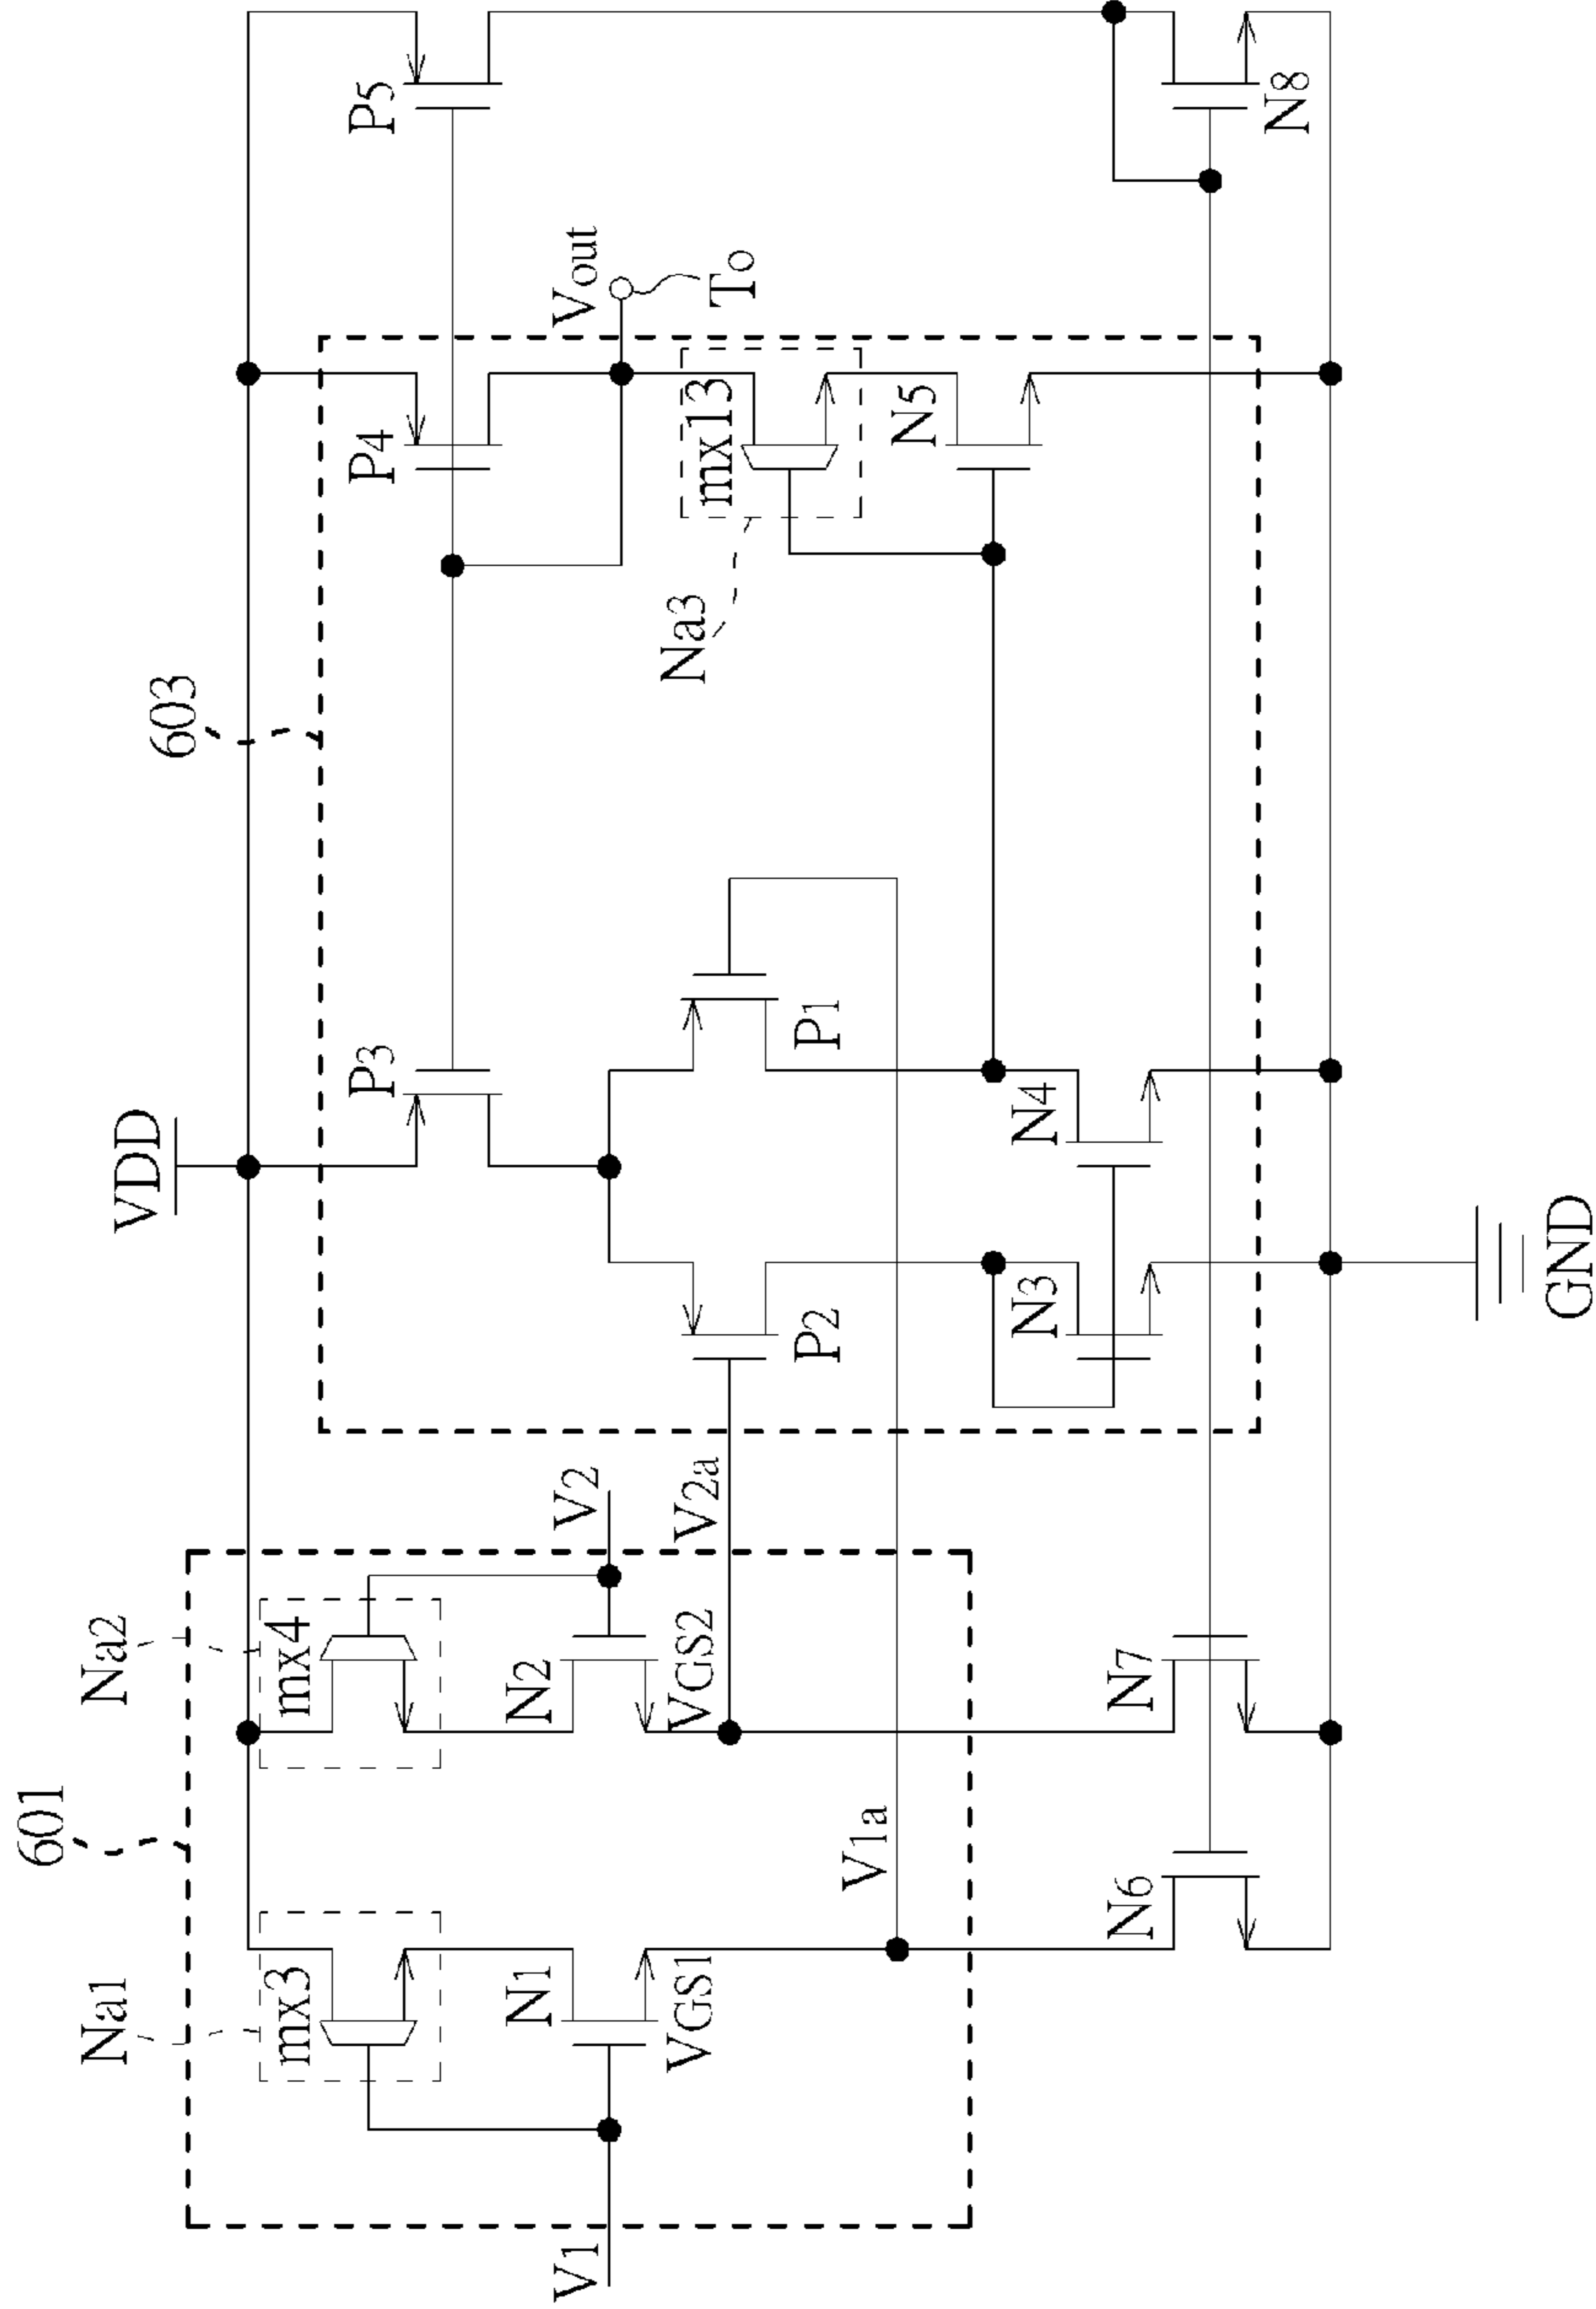 601
Na1
Na2
VDD
603
mx3
mx4
P3
P4
P5
N1
N2
V1
V2
Vout
To
VGS1
VGS2
V2a
Na3
mx13
P2
P1
V1a
N5
N3
N4
N6
N7
N8
GND